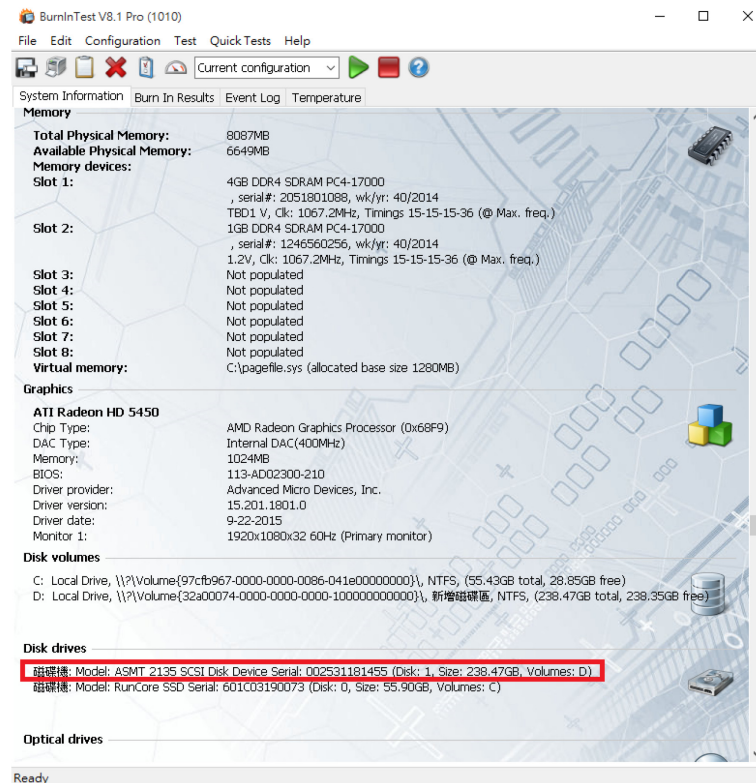 BurnInTest V8.1 Pro (1010)
File Edit Configuration Test Quick Tests Help
Current configuration
System Information Burn In Results Event Log Temperature
Memory
Total Physical Memory: 8087MB
Available Physical Memory: 6649MB
Memory devices:
Slot 1: 4GB DDR4 SDRAM PC4-17000
, serial#: 2051801088, wk/yr: 40/2014
TBD1 V, Clk: 1067.2MHz, Timings 15-15-15-36 (@ Max. freq.)
Slot 2: 1GB DDR4 SDRAM PC4-17000
, serial#: 1246560256, wk/yr: 40/2014
1.2V, Clk: 1067.2MHz, Timings 15-15-15-36 (@ Max. freq.)
Slot 3: Not populated
Slot 4: Not populated
Slot 5: Not populated
Slot 6: Not populated
Slot 7: Not populated
Slot 8: Not populated
Virtual memory: C:\pagefile.sys (allocated base size 1280MB)
Graphics
ATI Radeon HD 5450
Chip Type: AMD Radeon Graphics Processor (0x68F9)
DAC Type: Internal DAC(400MHz)
Memory: 1024MB
BIOS: 113-AD02300-210
Driver provider: Advanced Micro Devices, Inc.
Driver version: 15.201.1801.0
Driver date: 9-22-2015
Monitor 1: 1920x1080x32 60Hz (Primary monitor)
Disk volumes
C: Local Drive, \\?\Volume{97cfb967-0000-0000-0086-041e00000000}\, NTFS, (55.43GB total, 28.85GB free)
D: Local Drive, \\?\Volume{32a00074-0000-0000-0000-100000000000}\, 新增磁碟區, NTFS, (238.47GB total, 238.35GB free)
Disk drives
磁碟機: Model: ASMT 2135 SCSI Disk Device Serial: 002531181455 (Disk: 1, Size: 238.47GB, Volumes: D)
磁碟機: Model: RunCore SSD Serial: 601C03190073 (Disk: 0, Size: 55.90GB, Volumes: C)
Optical drives
Ready